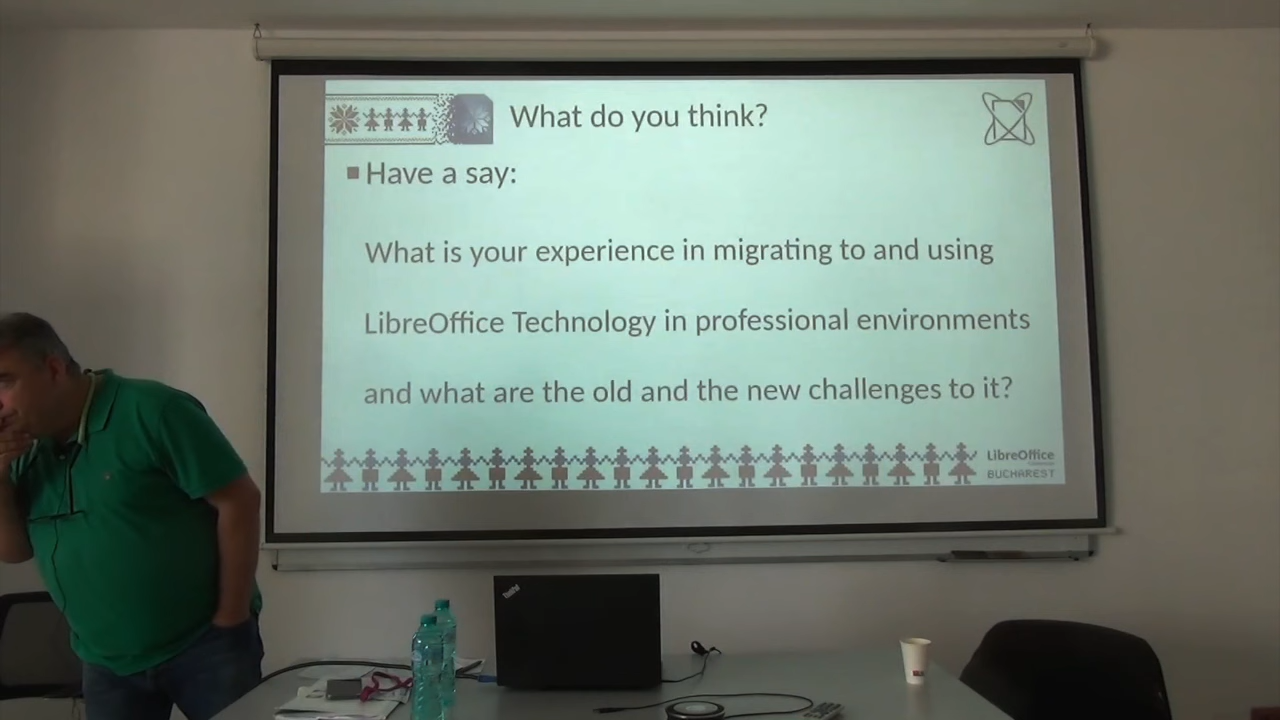 What do you think?
Have a say:
What is your experience in migrating to and using
LibreOffice Technology in professional environments
and what are the old and the new challenges to it?
LibreOffice
BUCHAREST
ThinkPad